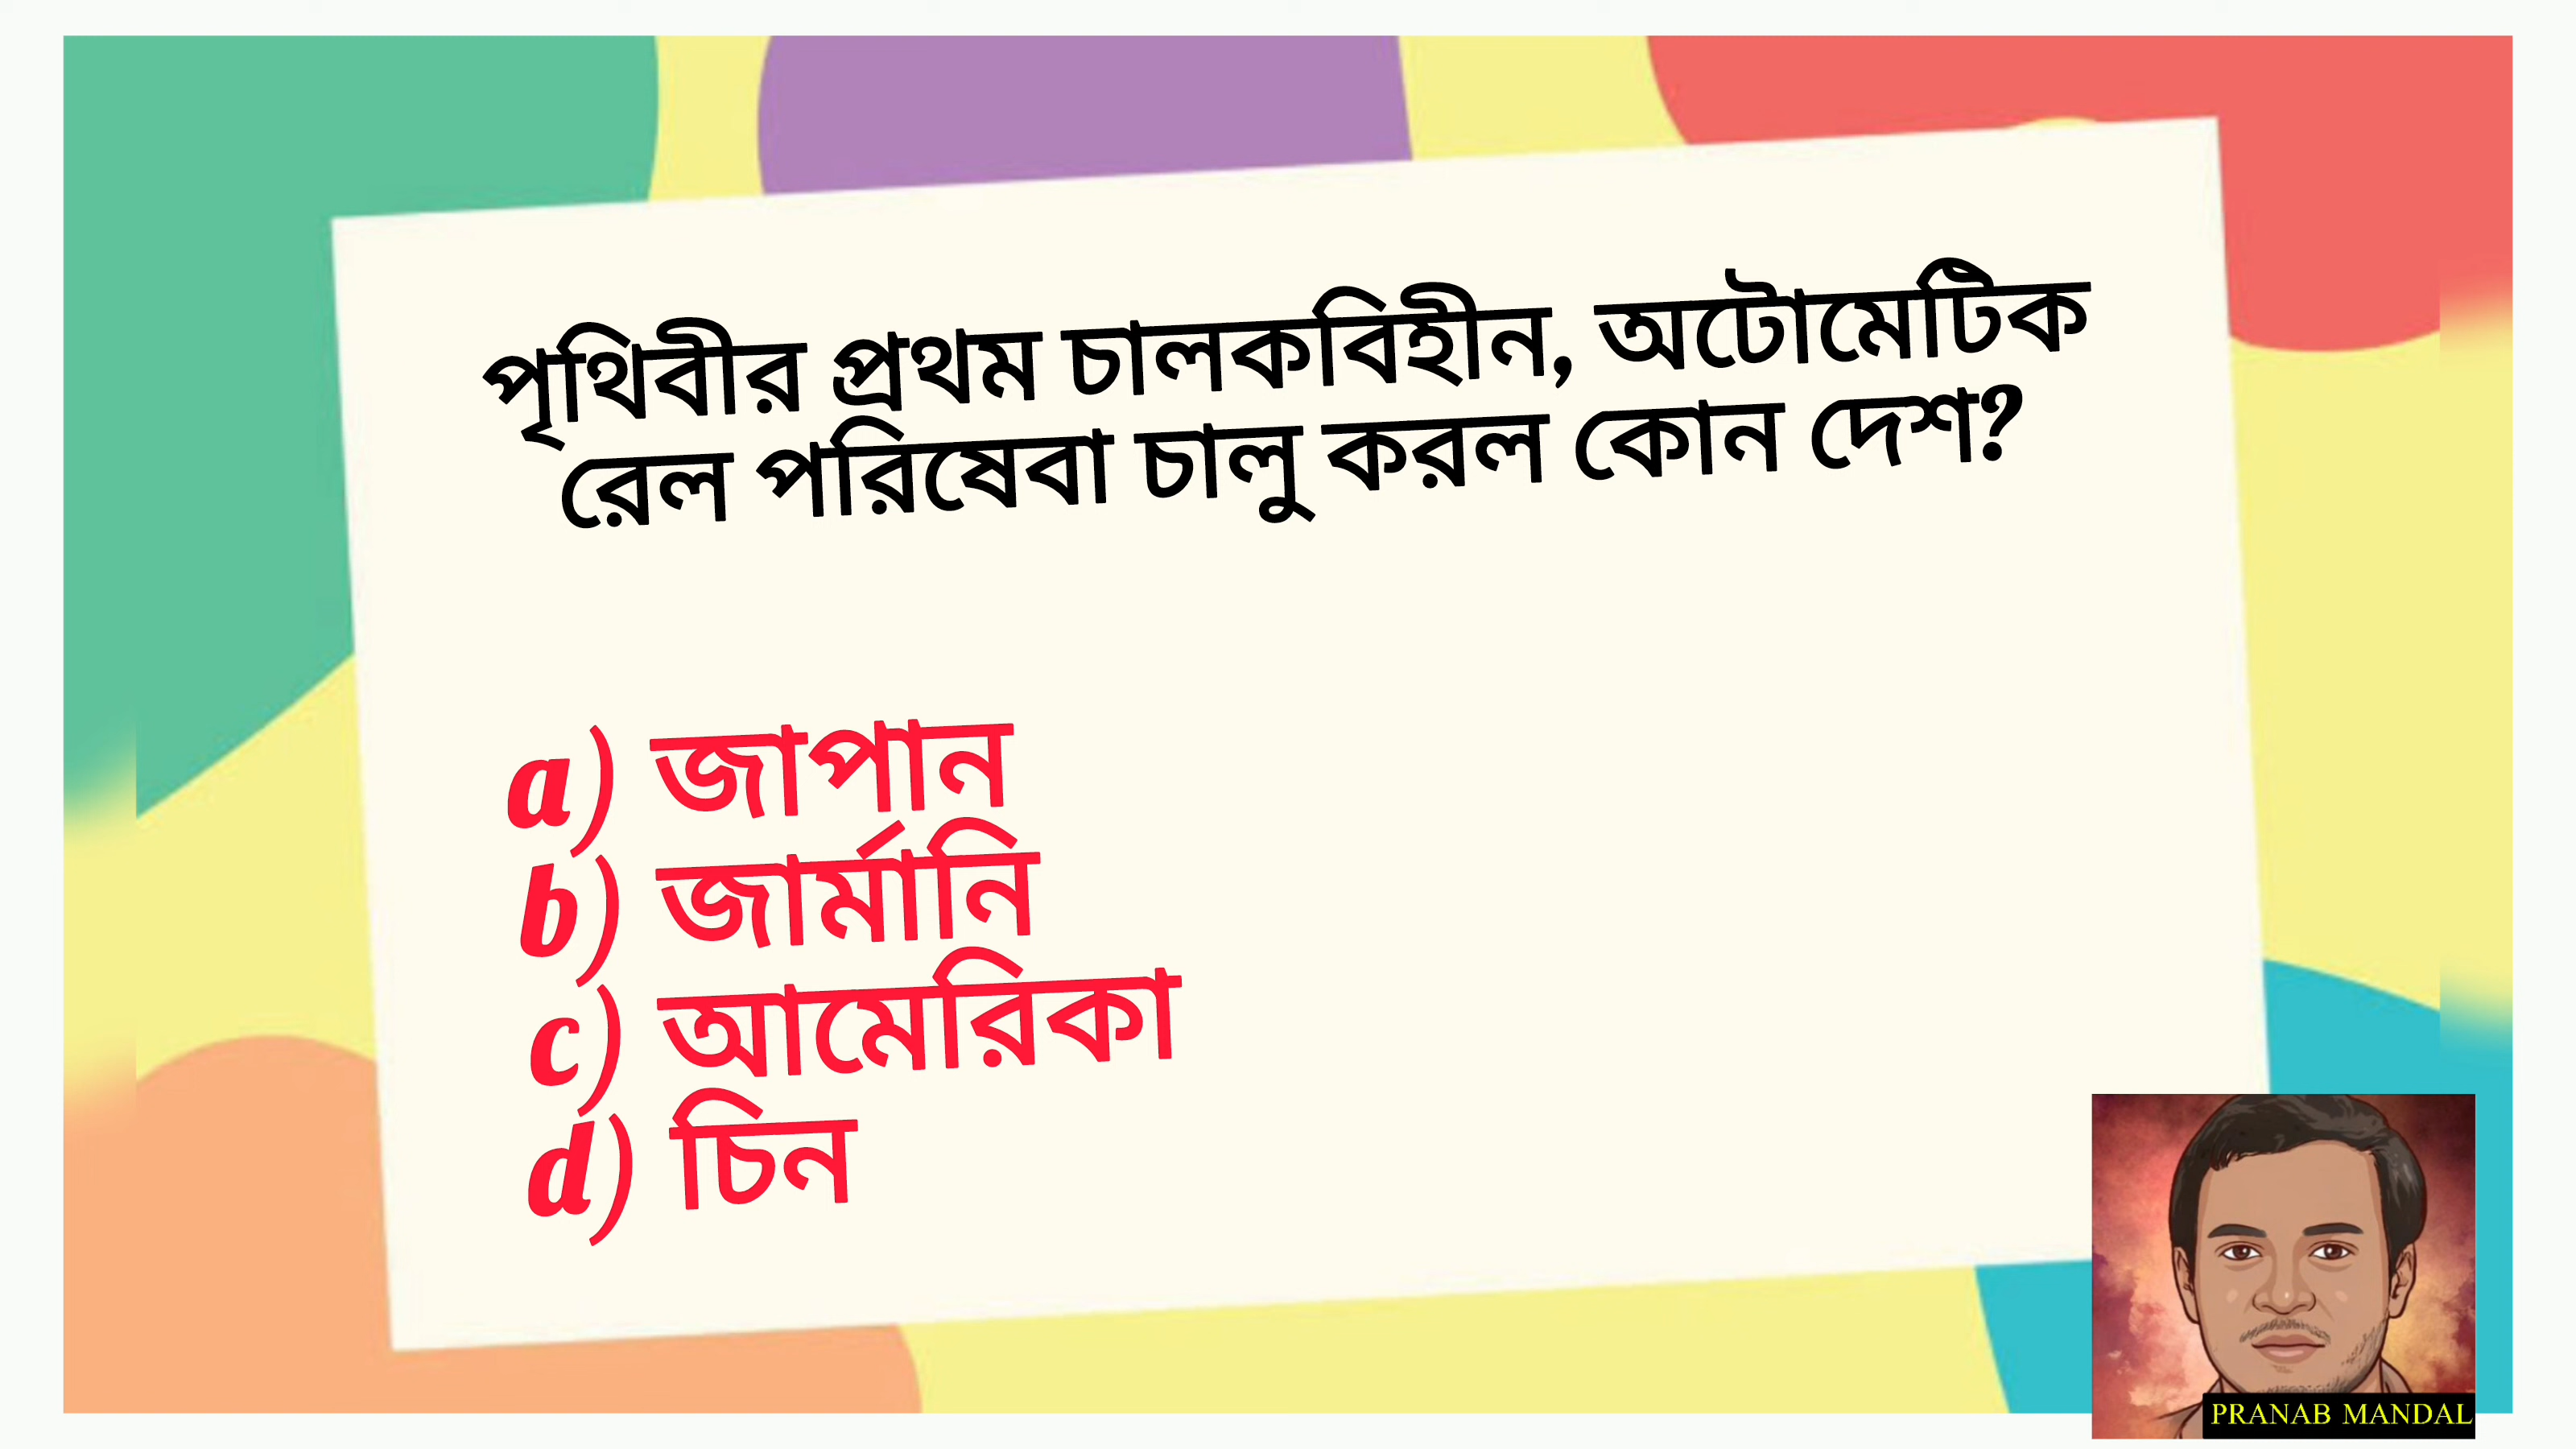 পৃথিবীর প্রথম চালকবিহীন, অটোমেটিক
রেল পরিষেবা চালু করল কোন দেশ?
a) জাপান
b) জার্মানি
c) আমেরিকা
d) চিন
PRANAB MANDAL